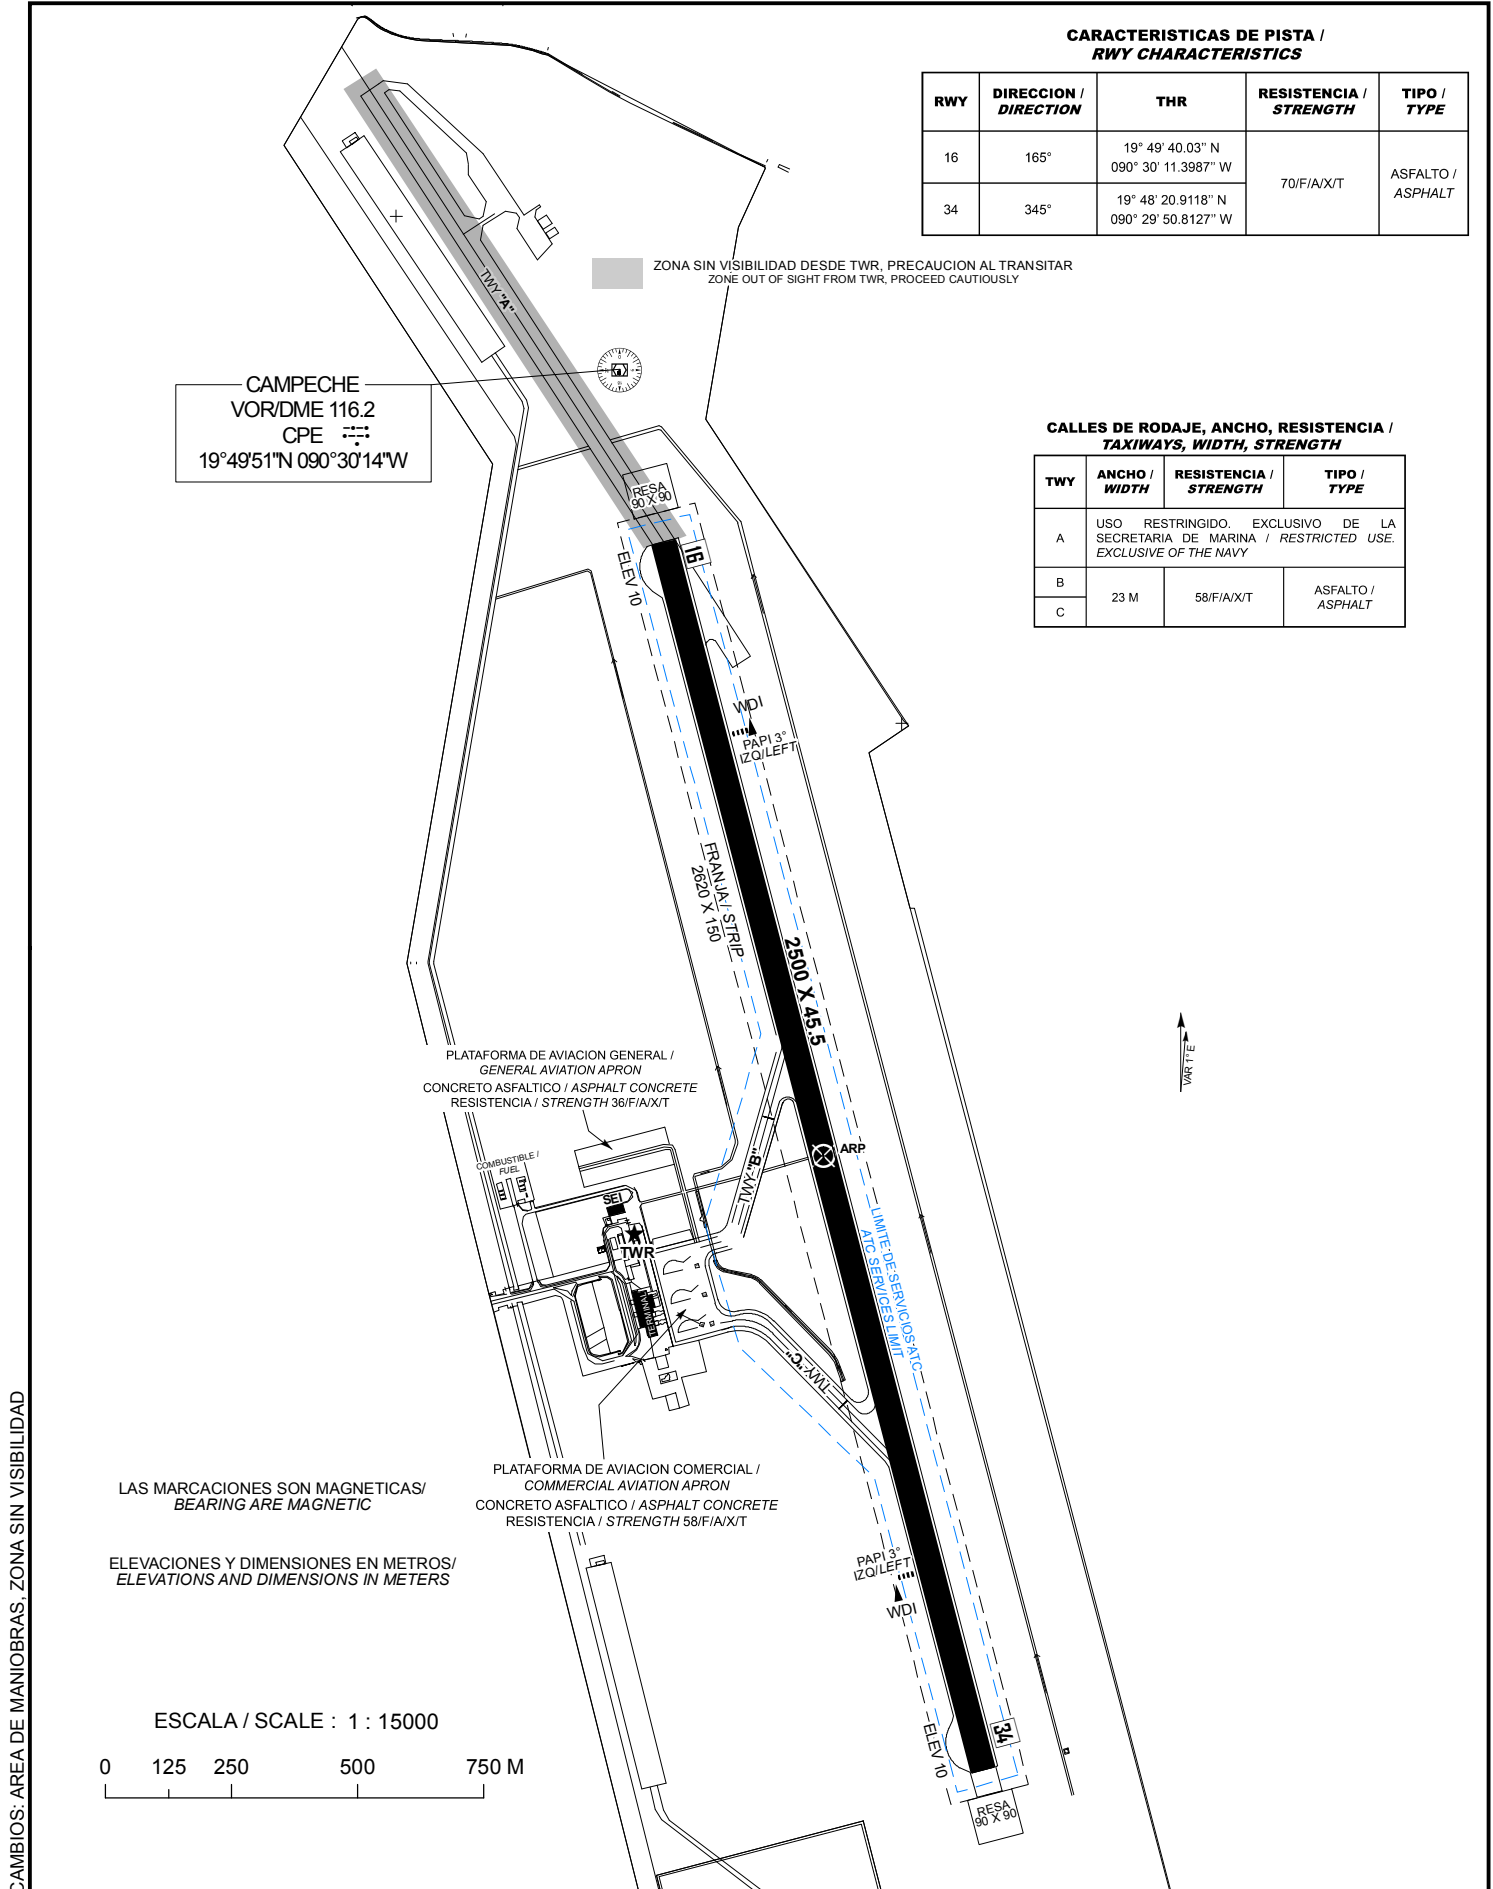 CARACTERISTICAS DE PISTA /
RWY CHARACTERISTICS
RWY
DIRECCION /
DIRECTION
THR
RESISTENCIA /
STRENGTH
TIPO /
TYPE
16
165°
19° 49' 40.03" N
090° 30' 11.3987" W
70/F/A/X/T
ASFALTO /
ASPHALT
34
345°
19° 48' 20.9118" N
090° 29' 50.8127" W
ZONA SIN VISIBILIDAD DESDE TWR, PRECAUCION AL TRANSITAR
ZONE OUT OF SIGHT FROM TWR, PROCEED CAUTIOUSLY
TWY "A"
CAMPECHE
VOR/DME 116.2
CPE
19°49'51"N 090°30'14"W
CALLES DE RODAJE, ANCHO, RESISTENCIA /
TAXIWAYS, WIDTH, STRENGTH
TWY
ANCHO /
WIDTH
RESISTENCIA /
STRENGTH
TIPO /
TYPE
A
USO RESTRINGIDO. EXCLUSIVO DE LA
SECRETARIA DE MARINA / RESTRICTED USE.
EXCLUSIVE OF THE NAVY
B
C
23 M
58/F/A/X/T
ASFALTO /
ASPHALT
RESA
90 X 90
16
ELEV 10
WDI
PAPI 3°
IZQ/LEFT
FRANJA / STRIP
2620 X 150
2500 X 45.5
VAR 1° E
PLATAFORMA DE AVIACION GENERAL /
GENERAL AVIATION APRON
CONCRETO ASFALTICO / ASPHALT CONCRETE
RESISTENCIA / STRENGTH 36/F/A/X/T
ARP
COMBUSTIBLE /
FUEL
SEI
TWR
TWY "B"
TERMINAL
LIMITE DE SERVICIOS ATC
ATC SERVICES LIMIT
TWY "C"
PLATAFORMA DE AVIACION COMERCIAL /
COMMERCIAL AVIATION APRON
CONCRETO ASFALTICO / ASPHALT CONCRETE
RESISTENCIA / STRENGTH 58/F/A/X/T
LAS MARCACIONES SON MAGNETICAS/
BEARING ARE MAGNETIC
ELEVACIONES Y DIMENSIONES EN METROS/
ELEVATIONS AND DIMENSIONS IN METERS
PAPI 3°
IZQ/LEFT
WDI
34
ELEV 10
RESA
90 X 90
ESCALA / SCALE : 1 : 15000
0 125 250 500 750 M
CAMBIOS: AREA DE MANIOBRAS, ZONA SIN VISIBILIDAD